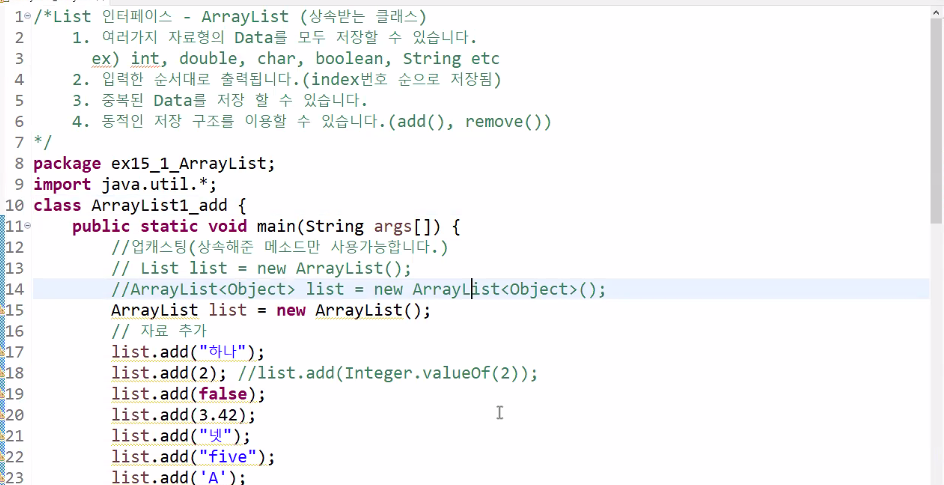 1 /*List 인터페이스 - ArrayList (상속받는 클래스)
2 1. 여러가지 자료형의 Data를 모두 저장할 수 있습니다.
3 ex) int, double, char, boolean, String etc
4 2. 입력한 순서대로 출력됩니다.(index번호 순으로 저장됨)
5 3. 중복된 Data를 저장 할 수 있습니다.
6 4. 동적인 저장 구조를 이용할 수 있습니다.(add(), remove())
7 */
8 package ex15_1_ArrayList;
9 import java.util.*;
10 class ArrayList1_add {
11 public static void main(String args[]) {
12 //업캐스팅(상속해준 메소드만 사용가능합니다.)
13 // List list = new ArrayList();
14 //ArrayList<Object> list = new ArrayList<Object>();
15 ArrayList list = new ArrayList();
16 // 자료 추가
17 list.add("하나");
18 list.add(2); //list.add(Integer.valueOf(2));
19 list.add(false);
20 list.add(3.42);
21 list.add("넷");
22 list.add("five");
23 list.add('A');